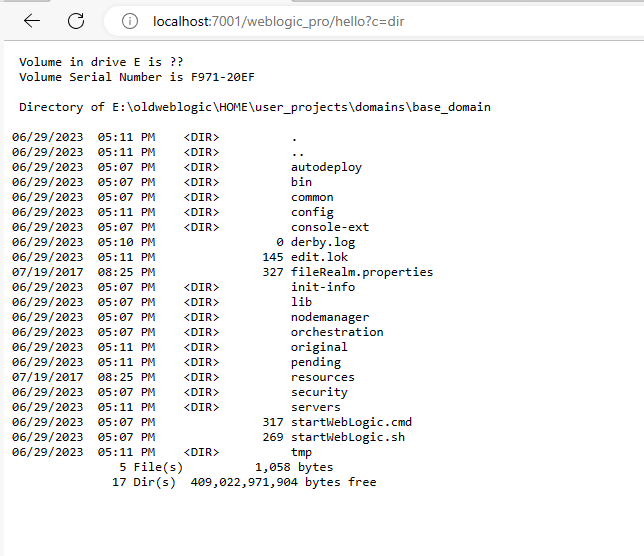 localhost:7001/weblogic_pro/hello?c=dir
Volume in drive E is ??
Volume Serial Number is F971-20EF
Directory of E:\oldweblogic\HOME\user_projects\domains\base_domain
06/29/2023  05:11 PM    <DIR>          .
06/29/2023  05:11 PM    <DIR>          ..
06/29/2023  05:07 PM    <DIR>          autodeploy
06/29/2023  05:07 PM    <DIR>          bin
06/29/2023  05:07 PM    <DIR>          common
06/29/2023  05:11 PM    <DIR>          config
06/29/2023  05:07 PM    <DIR>          console-ext
06/29/2023  05:10 PM                 0 derby.log
06/29/2023  05:11 PM               145 edit.lok
07/19/2017  08:25 PM               327 fileRealm.properties
06/29/2023  05:07 PM    <DIR>          init-info
06/29/2023  05:07 PM    <DIR>          lib
06/29/2023  05:07 PM    <DIR>          nodemanager
06/29/2023  05:07 PM    <DIR>          orchestration
06/29/2023  05:11 PM    <DIR>          original
06/29/2023  05:11 PM    <DIR>          pending
07/19/2017  08:25 PM    <DIR>          resources
06/29/2023  05:07 PM    <DIR>          security
06/29/2023  05:11 PM    <DIR>          servers
06/29/2023  05:07 PM               317 startWebLogic.cmd
06/29/2023  05:07 PM               269 startWebLogic.sh
06/29/2023  05:11 PM    <DIR>          tmp
5 File(s)          1,058 bytes
17 Dir(s)  409,022,971,904 bytes free